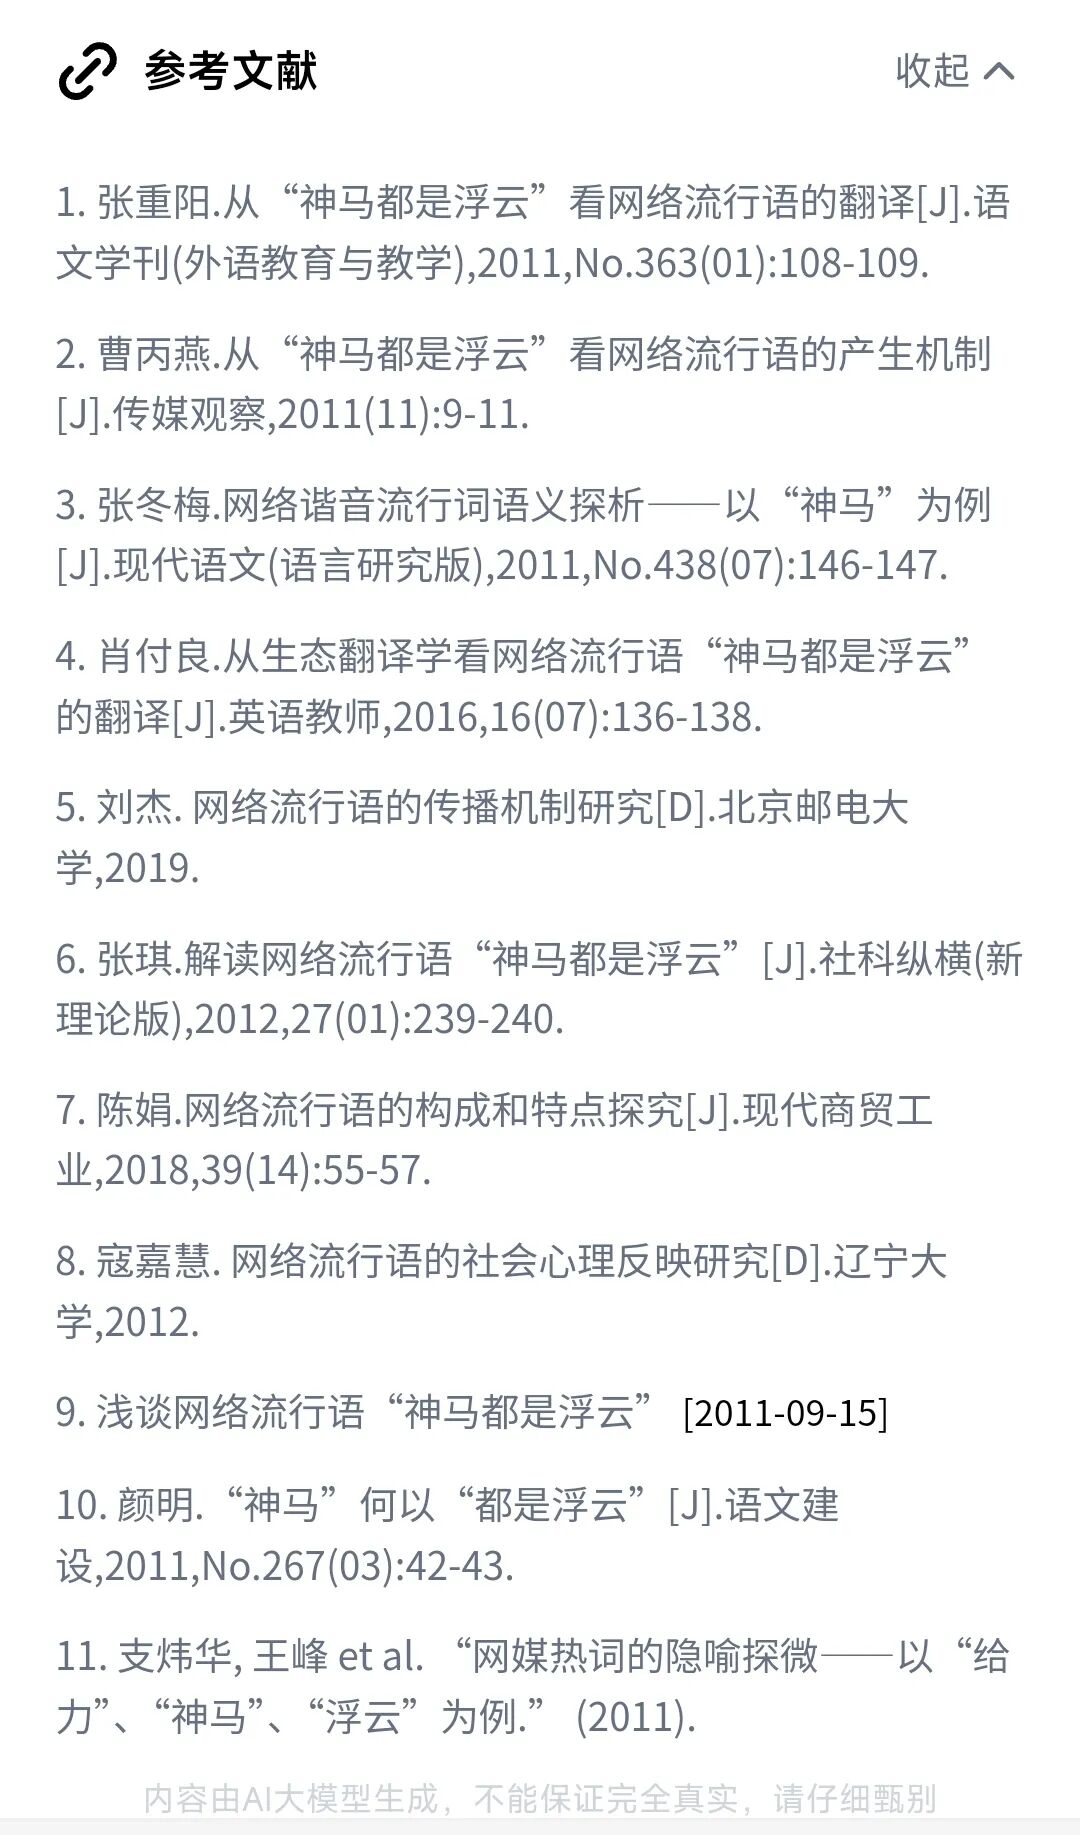 参考文献
收起
1. 张重阳.从“神马都是浮云”看网络流行语的翻译[J].语
文学刊(外语教育与教学),2011,No.363(01):108-109.
2. 曹丙燕.从“神马都是浮云”看网络流行语的产生机制
[J].传媒观察,2011(11):9-11.
3. 张冬梅.网络谐音流行词语义探析——以“神马”为例
[J].现代语文(语言研究版),2011,No.438(07):146-147.
4. 肖付良.从生态翻译学看网络流行语“神马都是浮云”
的翻译[J].英语教师,2016,16(07):136-138.
5. 刘杰. 网络流行语的传播机制研究[D].北京邮电大
学,2019.
6. 张琪.解读网络流行语“神马都是浮云”[J].社科纵横(新
理论版),2012,27(01):239-240.
7. 陈娟.网络流行语的构成和特点探究[J].现代商贸工
业,2018,39(14):55-57.
8. 寇嘉慧. 网络流行语的社会心理反映研究[D].辽宁大
学,2012.
9. 浅谈网络流行语“神马都是浮云” [2011-09-15]
10. 颜明.“神马”何以“都是浮云”[J].语文建
设,2011,No.267(03):42-43.
11. 支炜华, 王峰 et al. “网媒热词的隐喻探微——以“给
力”、“神马”、“浮云”为例.” (2011).
内容由AI大模型生成，不能保证完全真实，请仔细甄别